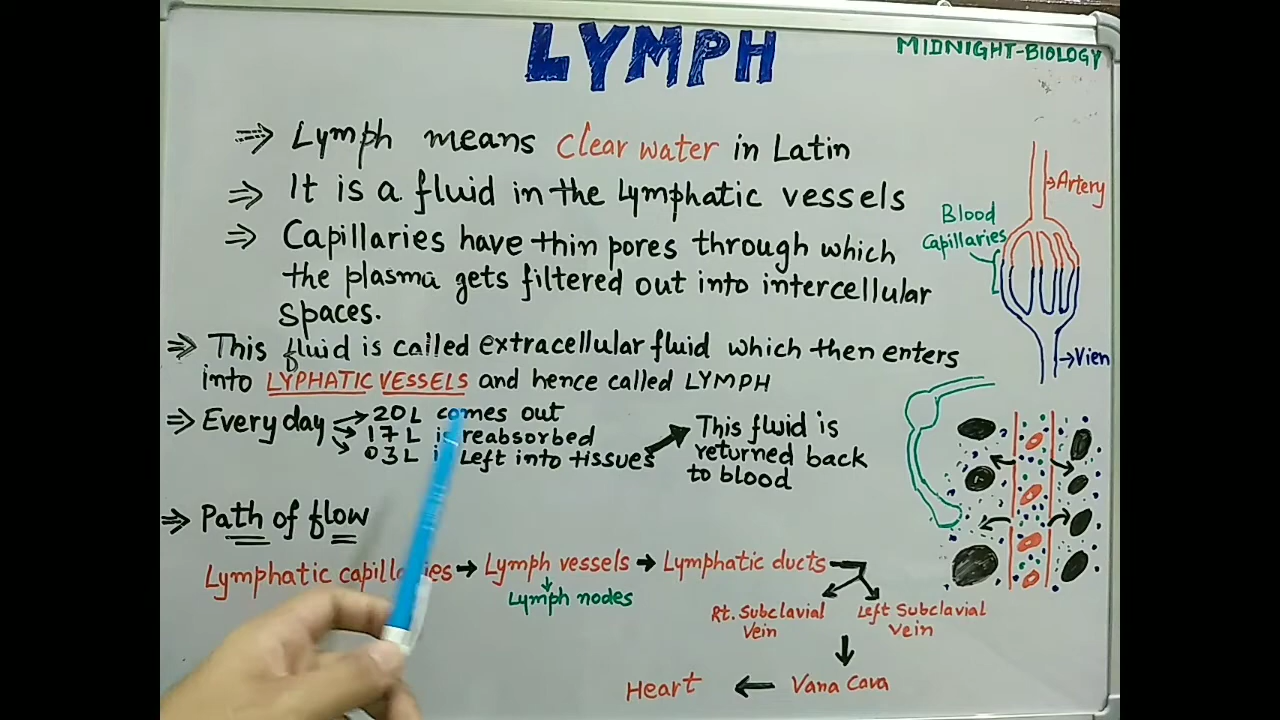 LYMPH
MIDNIGHT-BIOLOGY
⇒ Lymph means clear water in Latin
⇒ It is a fluid in the lymphatic vessels
⇒ Capillaries have thin pores through which
the plasma gets filtered out into intercellular
spaces.
⇒ This fluid is called extracellular fluid which then enters
into LYPHATIC VESSELS and hence called LYMPH
⇒ Every day → 20L comes out
→ 17L is reabsorbed
→ 03L is Left into tissues
→ This fluid is
returned back
to blood
⇒ Path of flow
Lymphatic capillaries → Lymph vessels → Lymphatic ducts
Lymph nodes
Rt. Subclavial
Vein
Left Subclavial
Vein
Heart ← Vana Cava
→Artery
Blood
Capillaries
→Vien